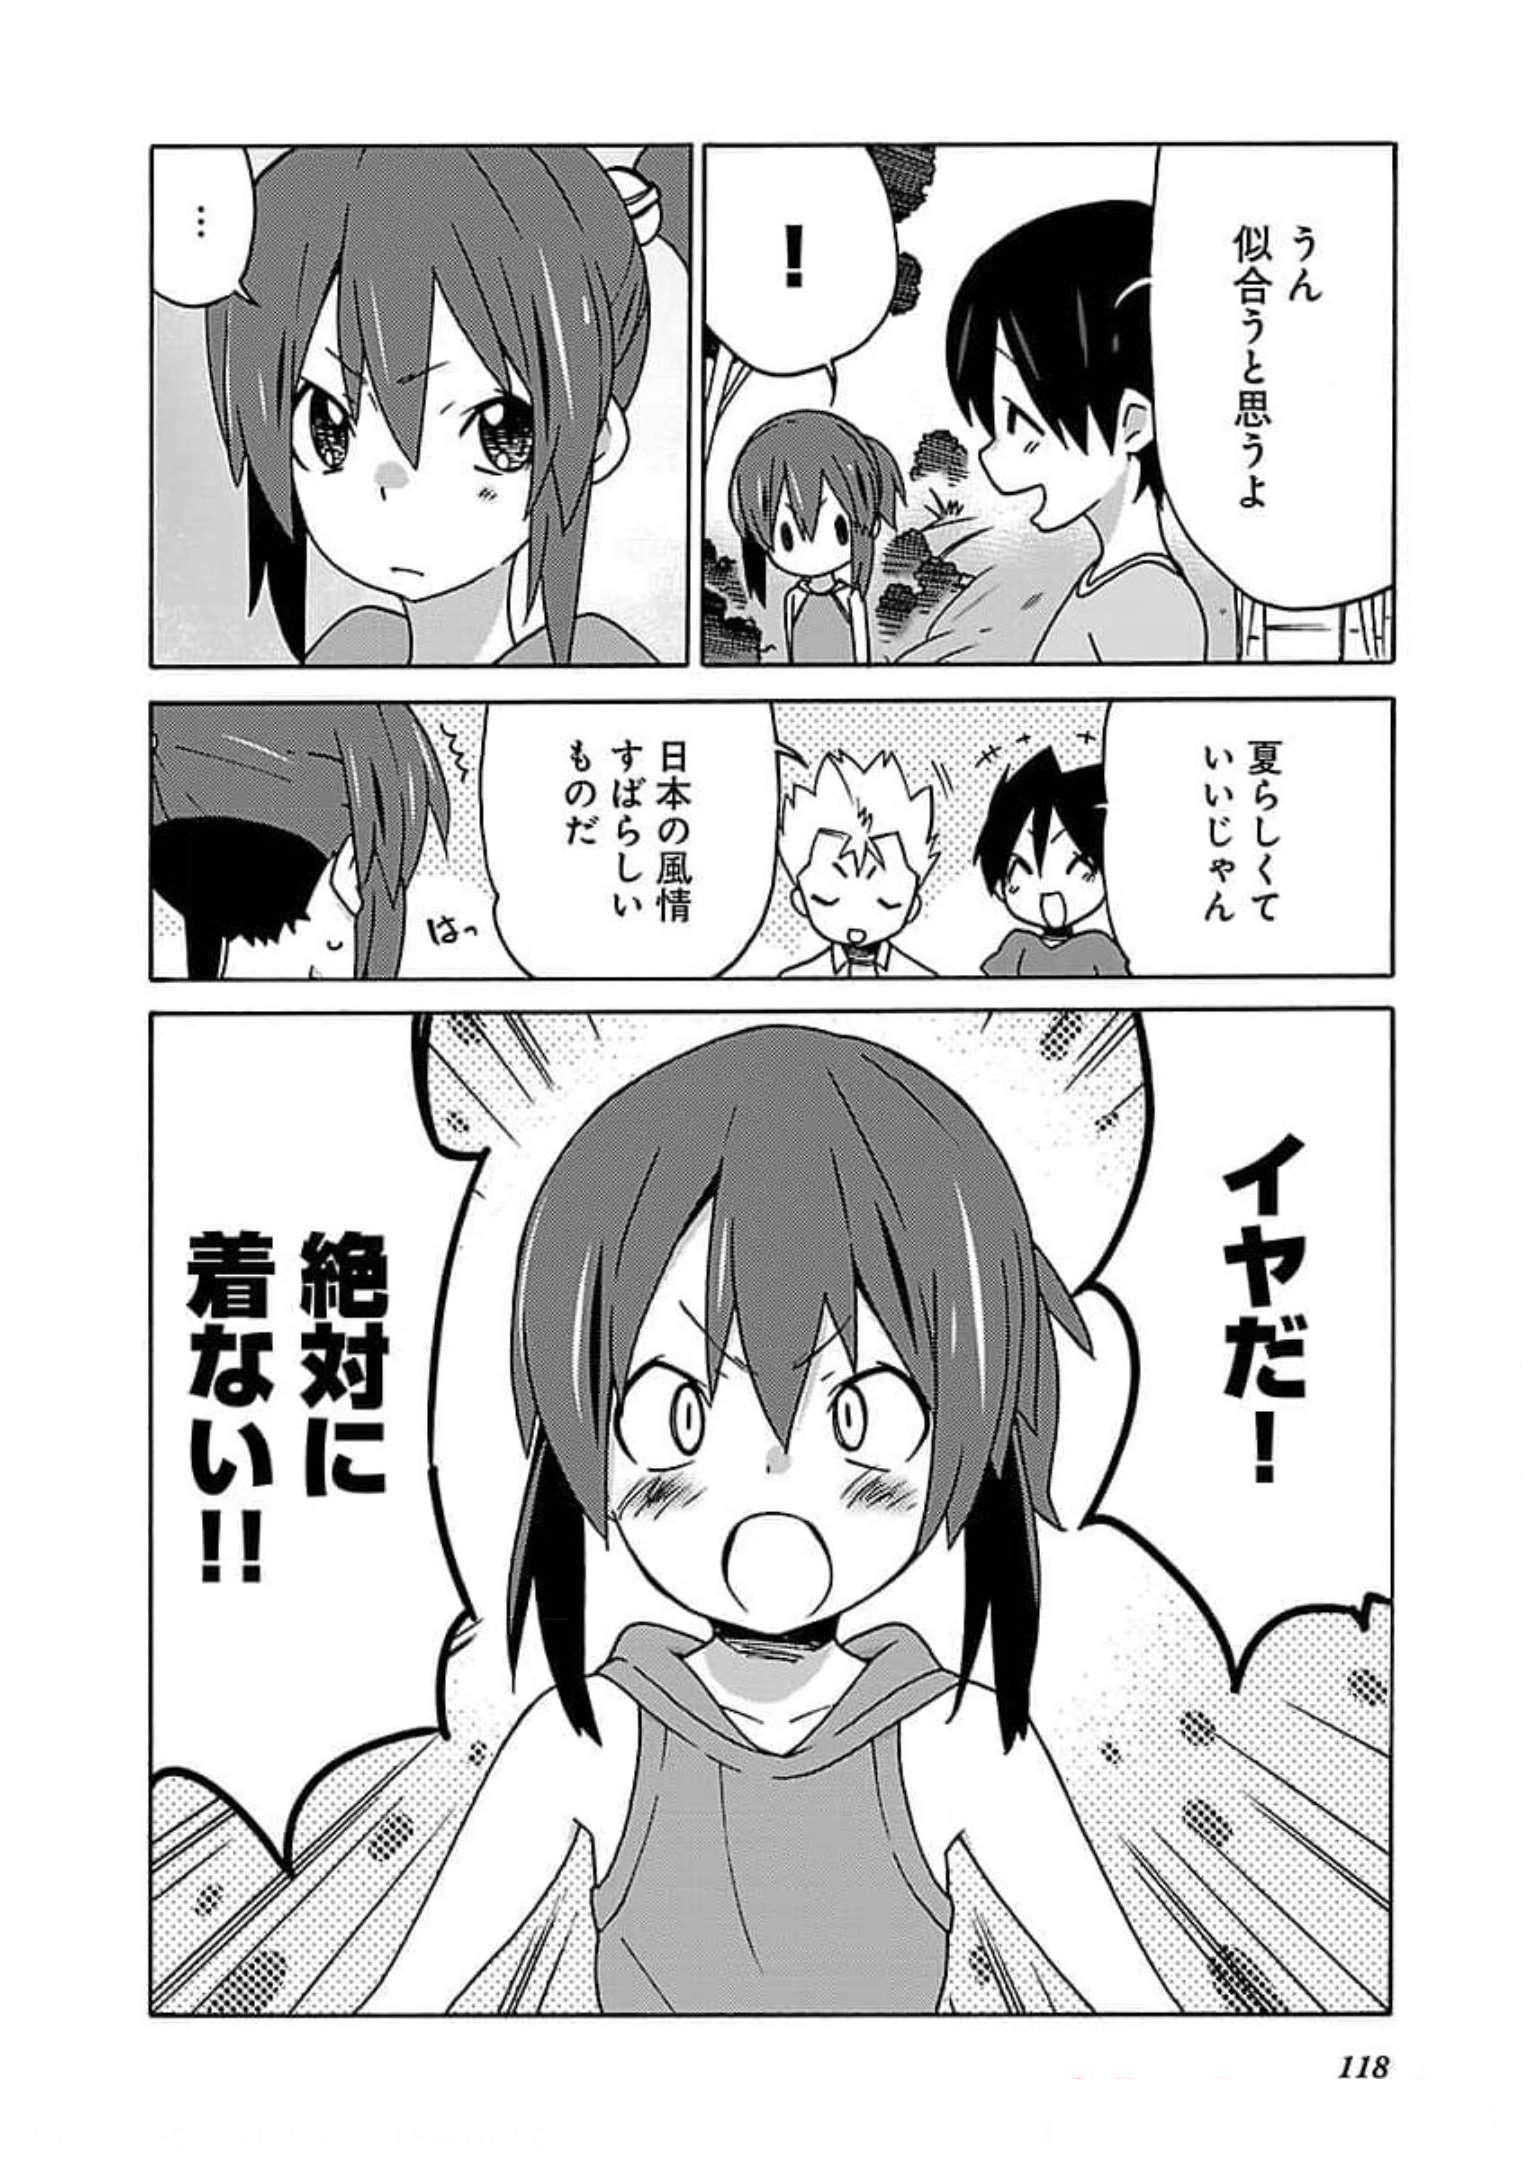 うん
似合うと思うよ
！
…
夏らしくて
いいじゃん
日本の風情
すばらしい
ものだ
はっ
イヤだ！
絶対に
着ない！！
118